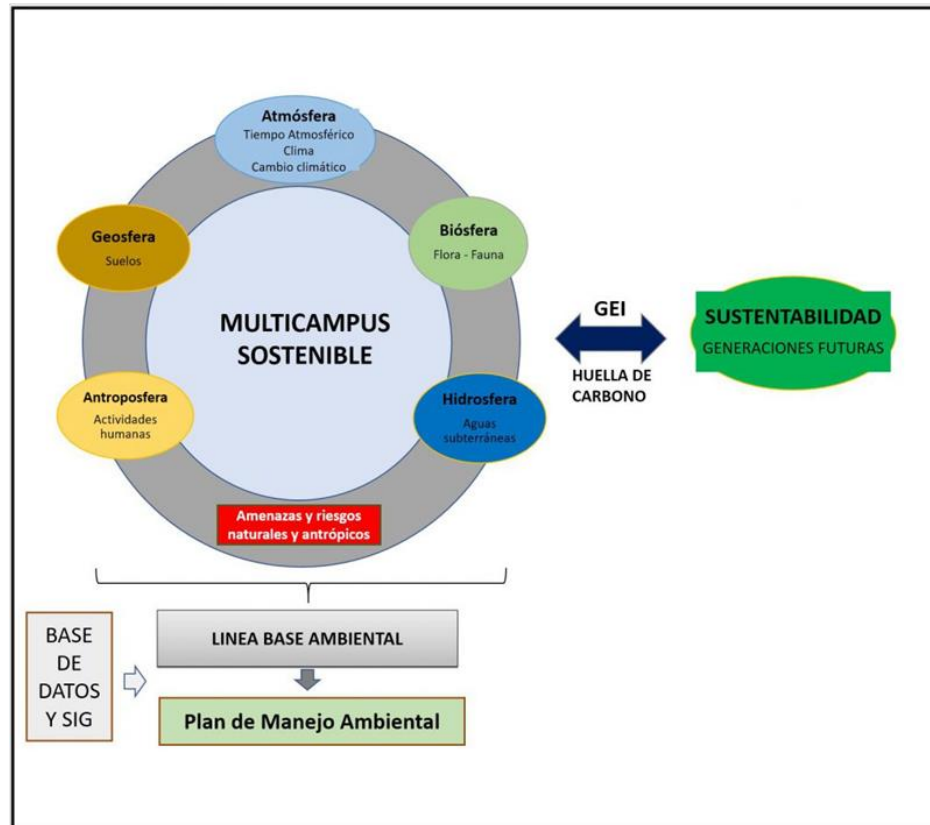 Atmósfera
Tiempo Atmosférico
Clima
Cambio climático
Geosfera
Suelos
Biósfera
Flora - Fauna
MULTICAMPUS
SOSTENIBLE
GEI
HUELLA DE
CARBONO
SUSTENTABILIDAD
GENERACIONES FUTURAS
Antroposfera
Actividades
humanas
Hidrosfera
Aguas
subterráneas
Amenazas y riesgos
naturales y antrópicos
BASE
DE
DATOS
Y SIG
LINEA BASE AMBIENTAL
Plan de Manejo Ambiental